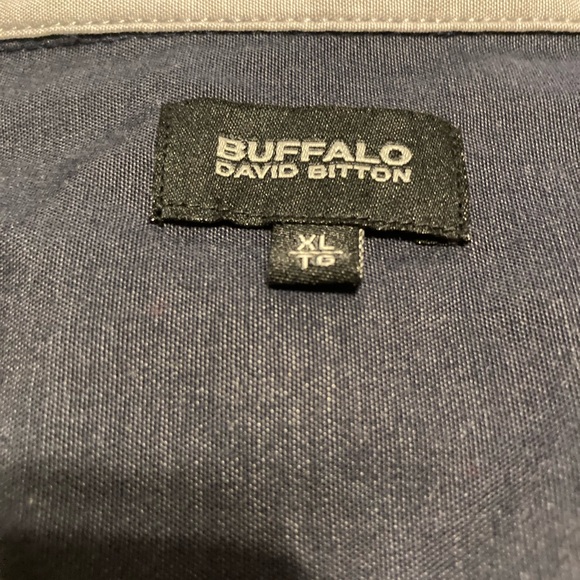 BUFFALO
DAVID BITTON
XL
TG